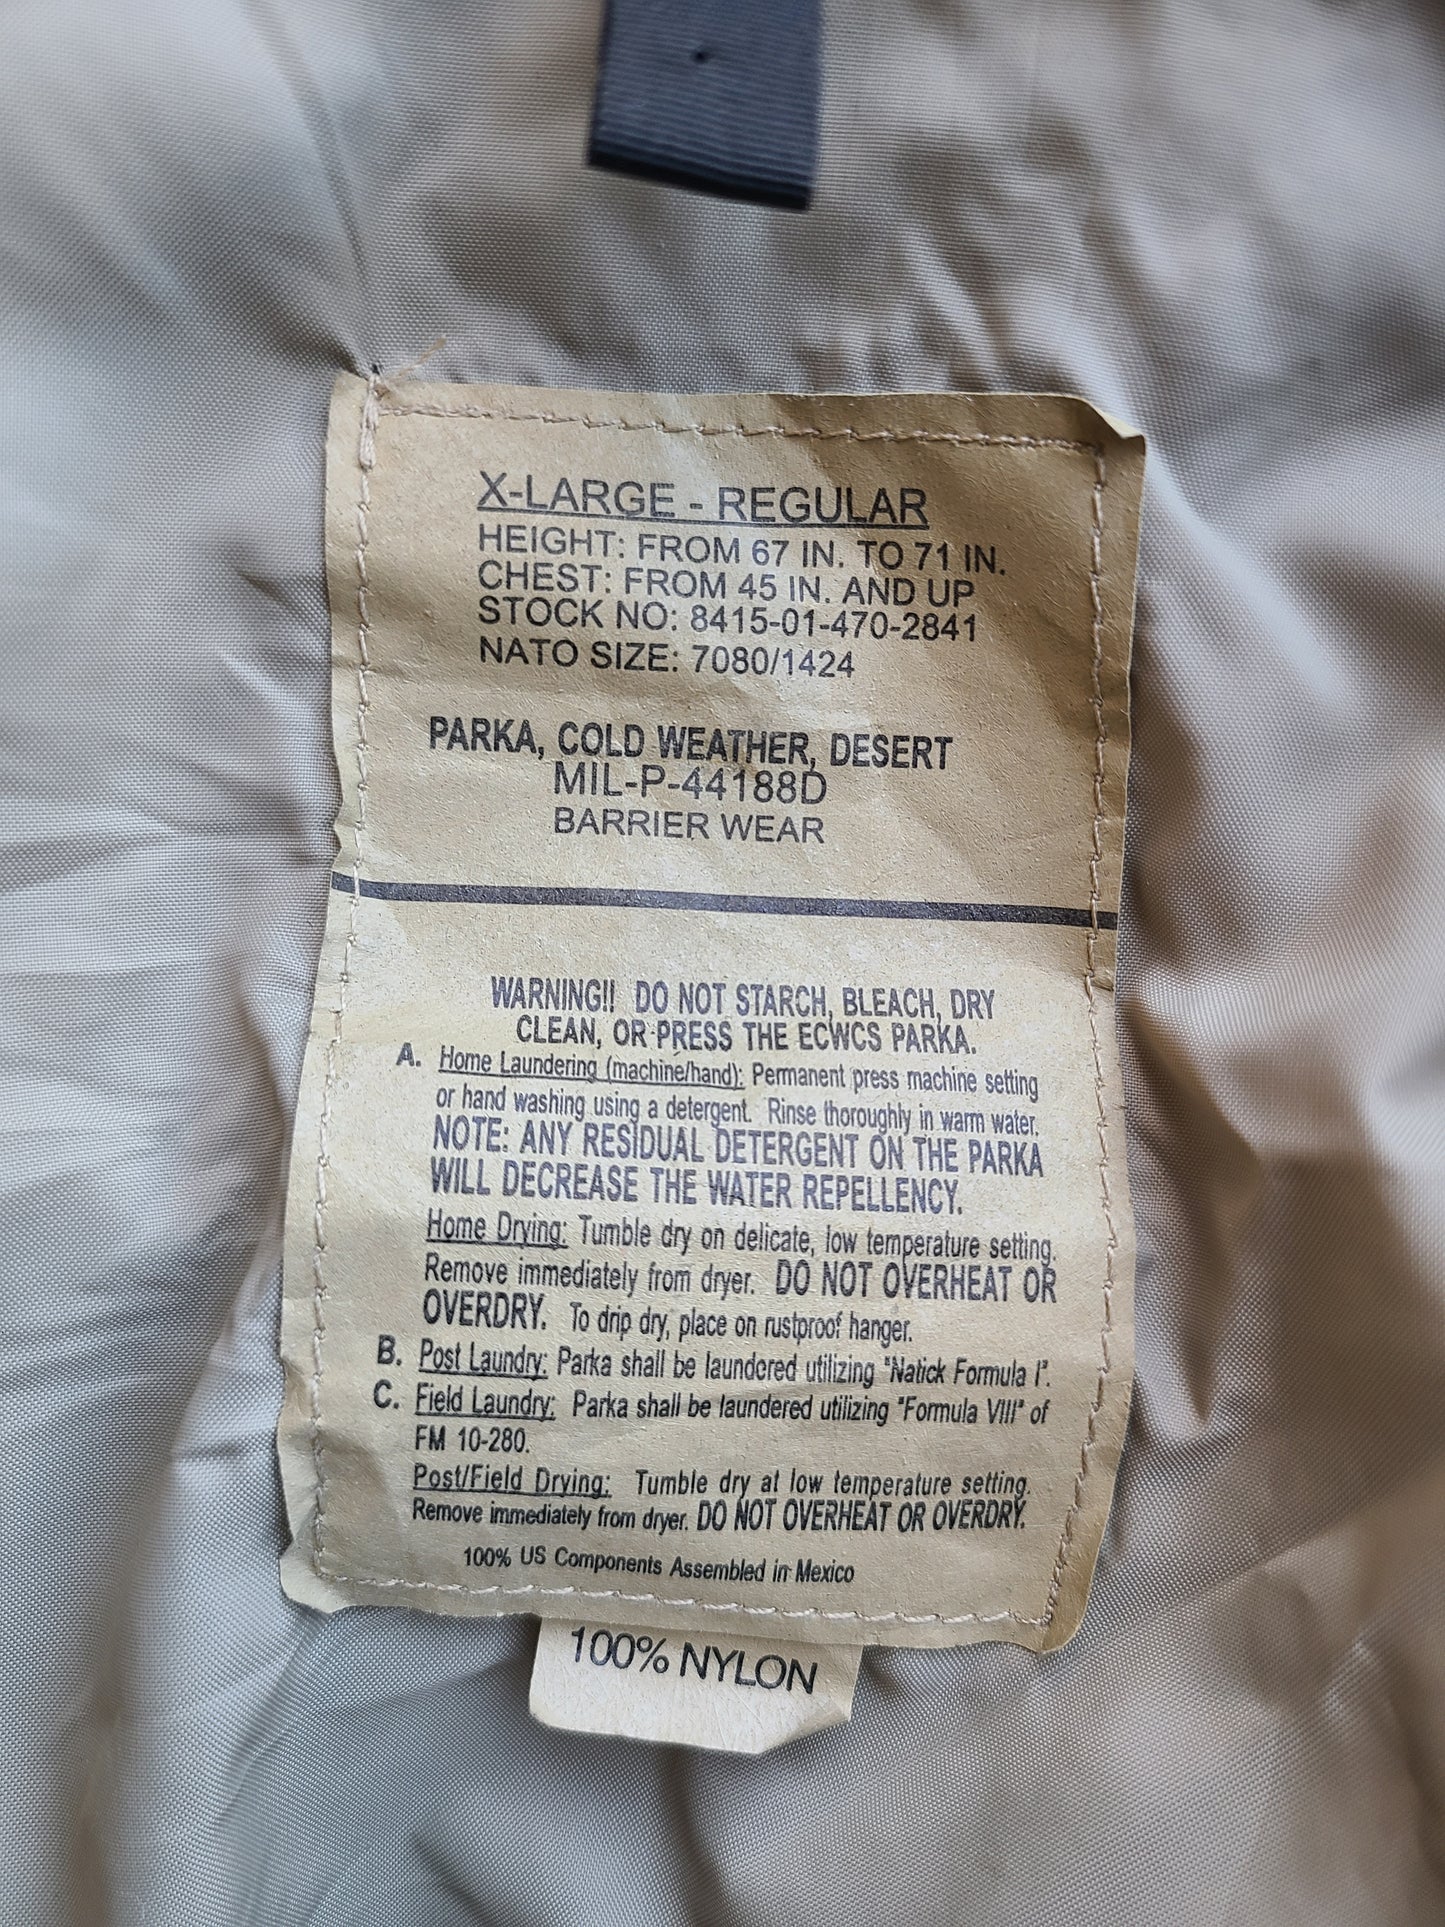 X-LARGE - REGULAR
HEIGHT: FROM 67 IN. TO 71 IN.
CHEST: FROM 45 IN. AND UP
STOCK NO: 8415-01-470-2841
NATO SIZE: 7080/1424
PARKA, COLD WEATHER, DESERT
MIL-P-44188D
BARRIER WEAR
WARNING!! DO NOT STARCH, BLEACH, DRY
CLEAN, OR PRESS THE ECWCS PARKA.
A. Home Laundering (machine/hand): Permanent press machine setting
or hand washing using a detergent. Rinse thoroughly in warm water.
NOTE: ANY RESIDUAL DETERGENT ON THE PARKA
WILL DECREASE THE WATER REPELLENCY.
Home Drying: Tumble dry on delicate, low temperature setting.
Remove immediately from dryer. DO NOT OVERHEAT OR
OVERDRY. To drip dry, place on rustproof hanger.
B. Post Laundry: Parka shall be laundered utilizing "Natick Formula I".
C. Field Laundry: Parka shall be laundered utilizing "Formula VIII" of
FM 10-280.
Post/Field Drying: Tumble dry at low temperature setting.
Remove immediately from dryer. DO NOT OVERHEAT OR OVERDRY.
100% US Components Assembled in Mexico
100% NYLON